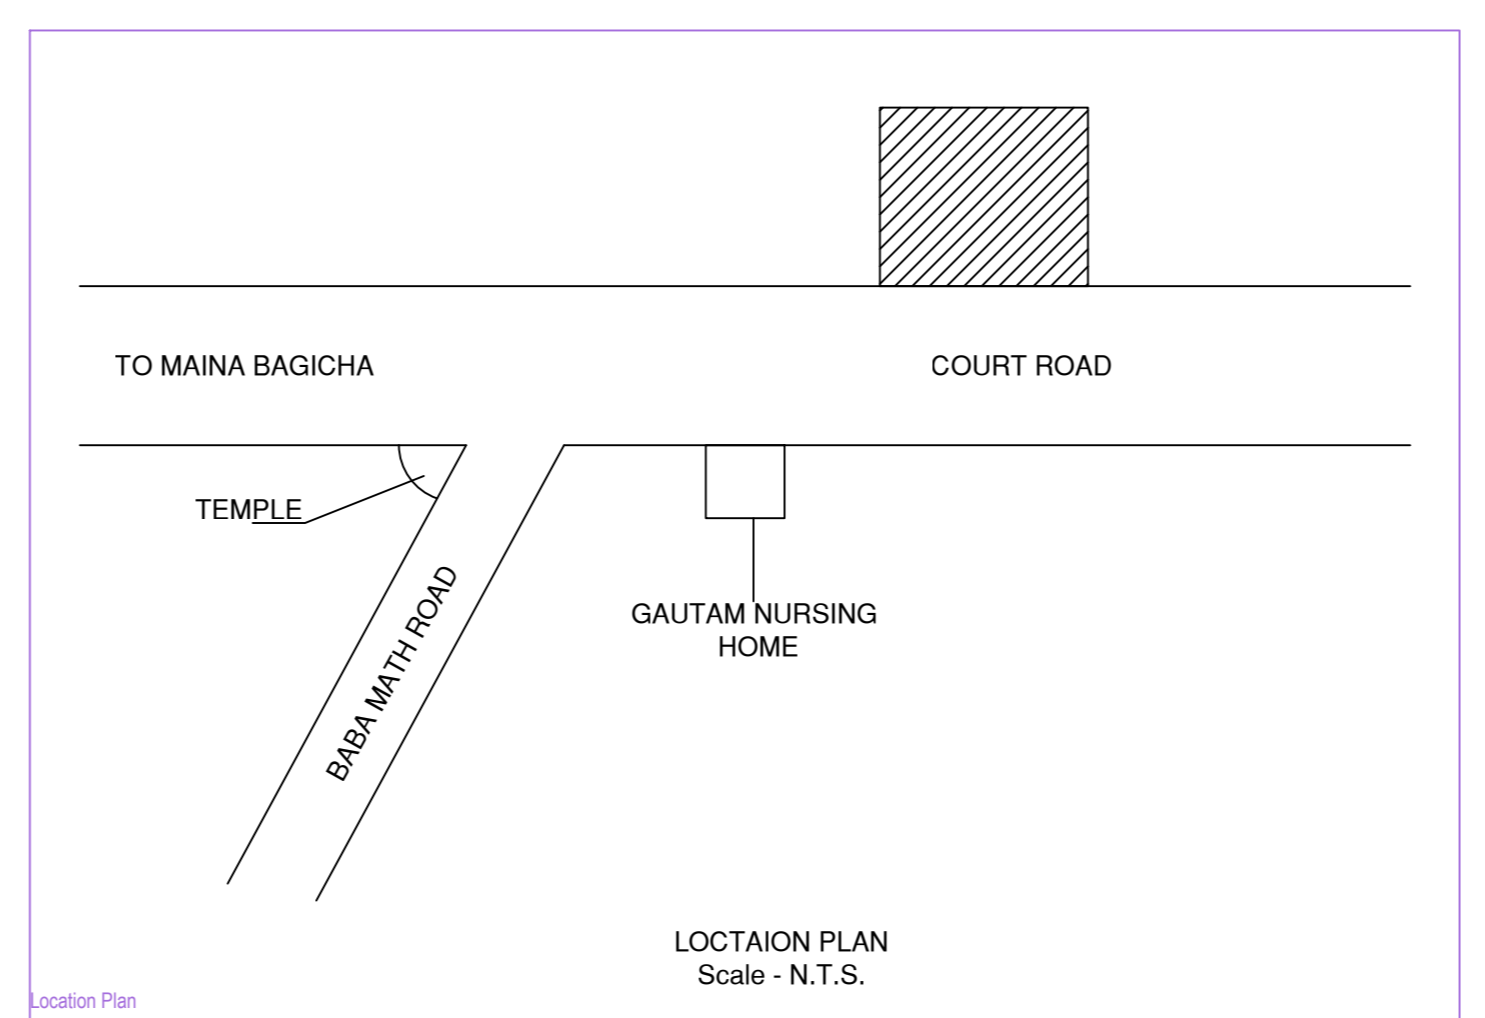 TO MAINA BAGICHA
COURT ROAD
TEMPLE
BABA MATH ROAD
GAUTAM NURSING
HOME
LOCTAION PLAN
Scale - N.T.S.
Location Plan